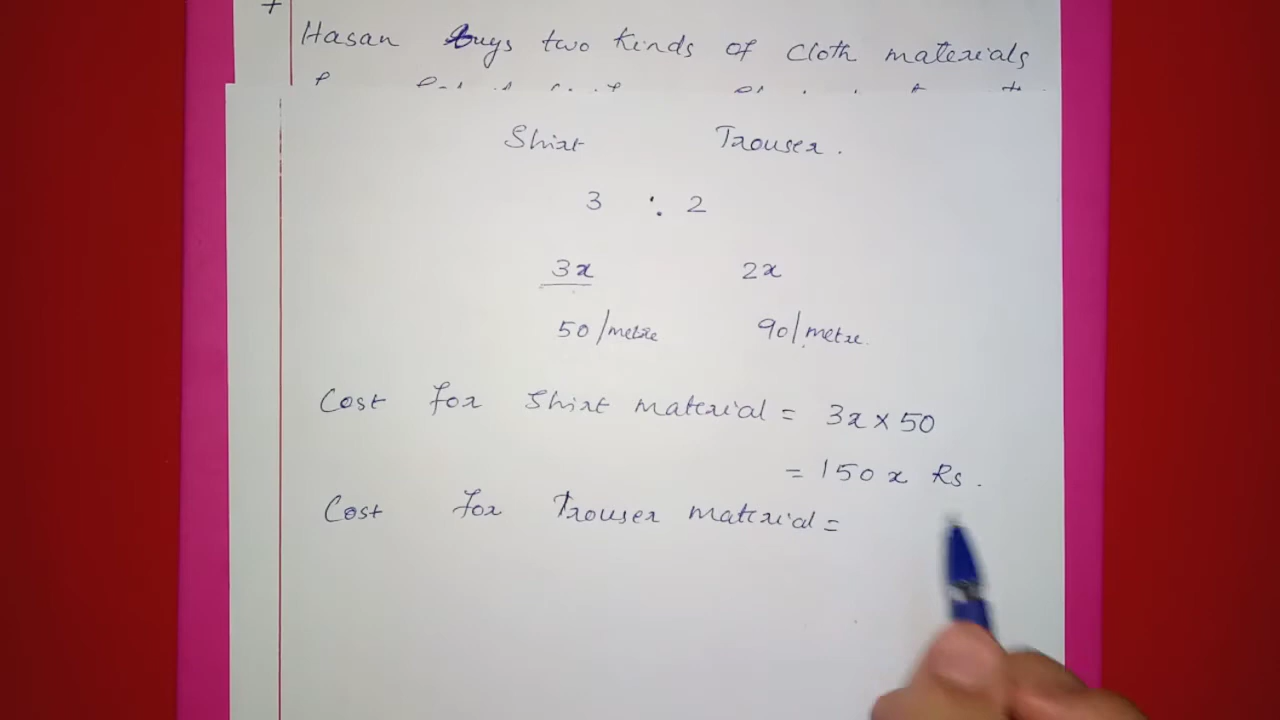 Hasan buys two kinds of cloth materials
Shirt Trouser.
3 : 2
3x 2x
50/metre 90/metre.
Cost for shirt material = 3x × 50
= 150x Rs.
Cost for Trouser material =